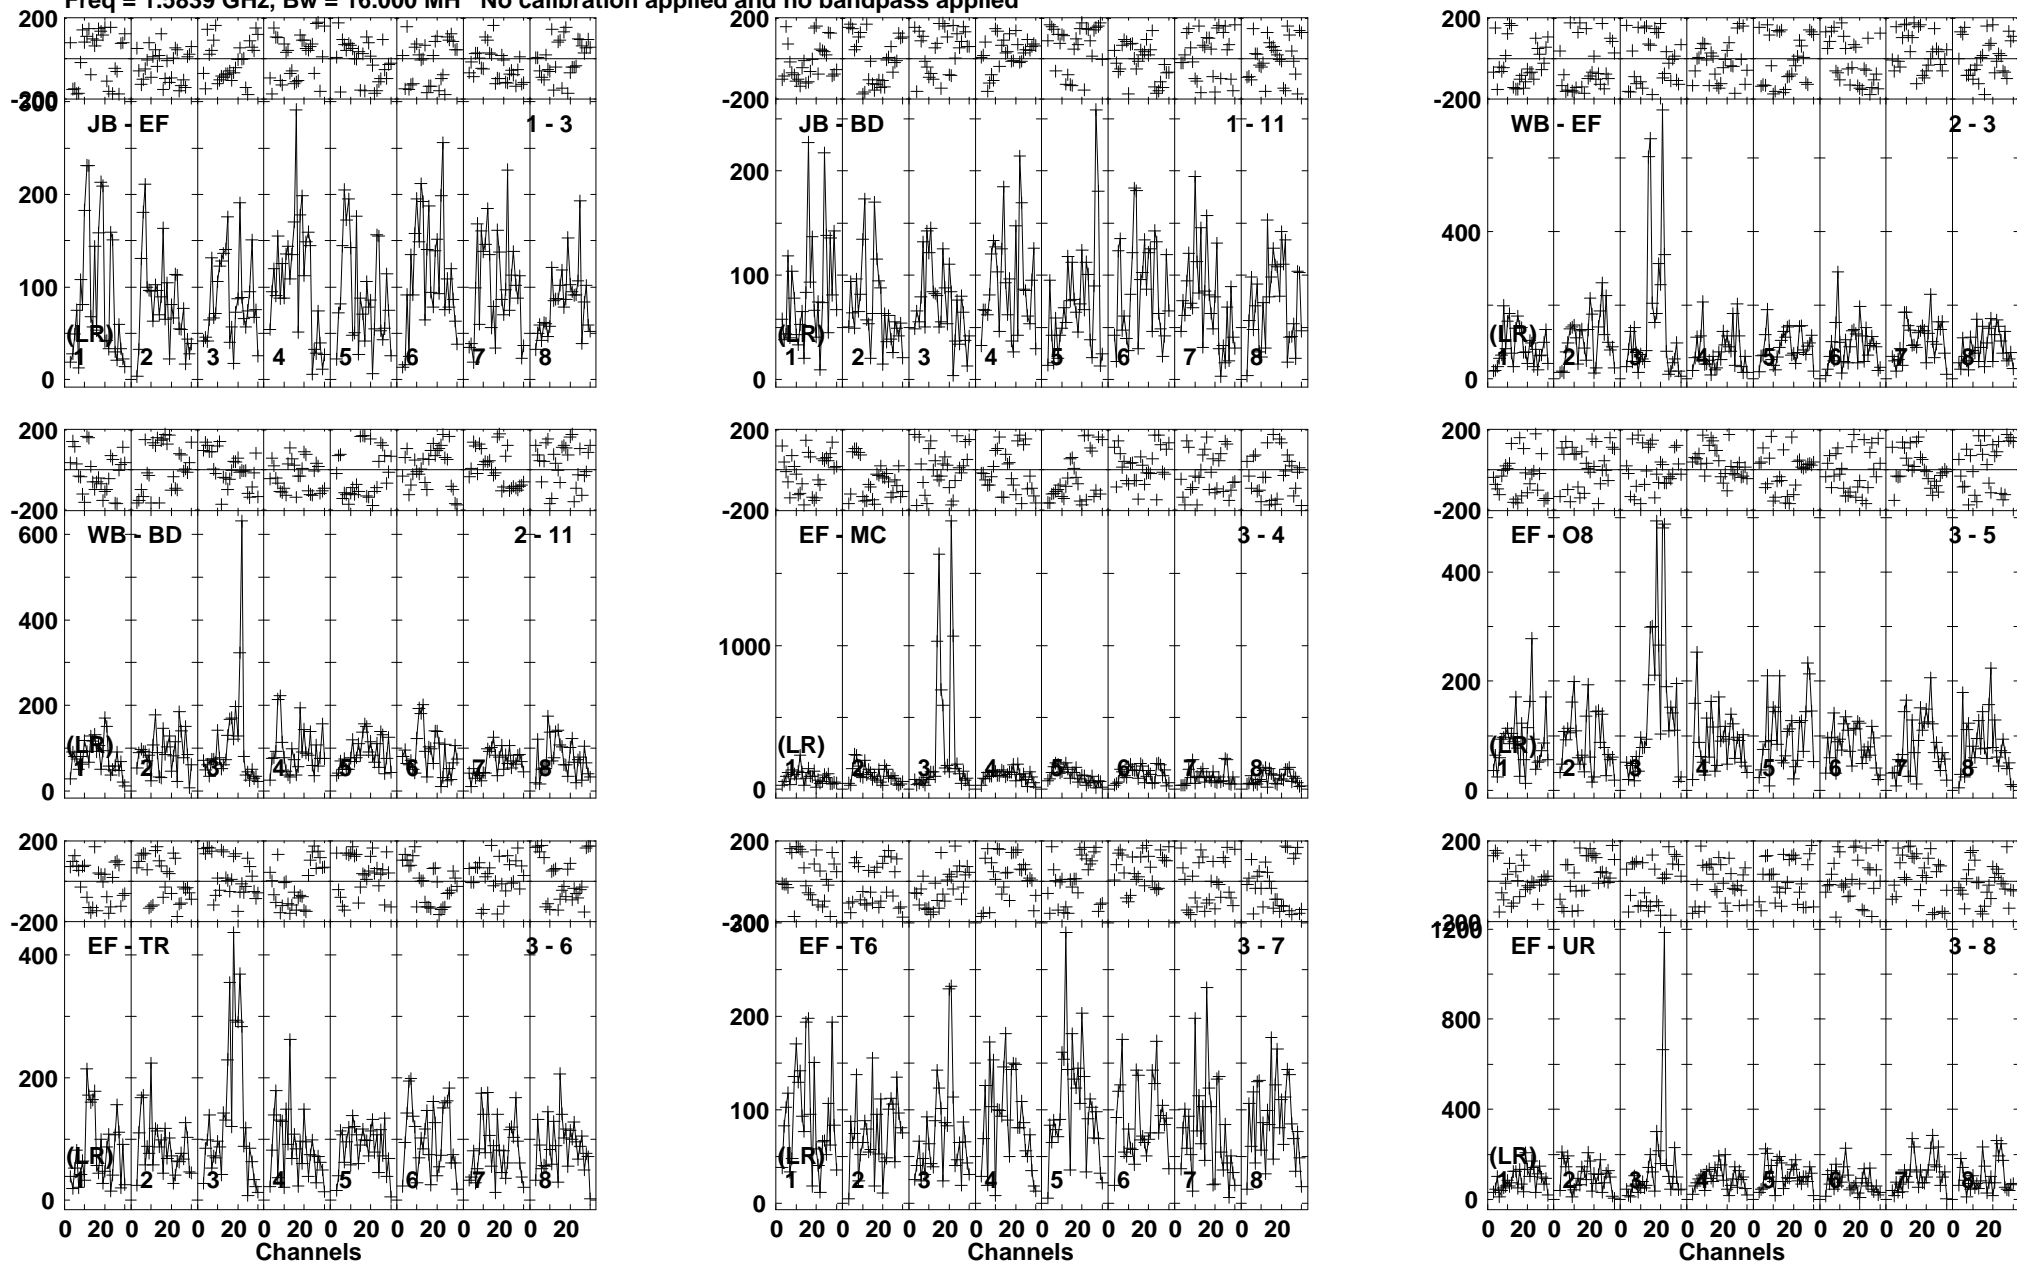 Freq = 1.5839 GHz, Bw = 16.000 MH No calibration applied and no bandpass applied
200
-200
300
200
100
0
JB - EF
1 - 3
(LR)
1 2 3 4 5 6 7 8
200
-200
200
100
0
JB - BD
1 - 11
(LR)
1 2 3 4 5 6 7 8
200
-200
400
0
WB - EF
2 - 3
(LR)
1 2 3 4 5 6 7 8
200
-200
600
400
200
0
WB - BD
2 - 11
(LR)
1 2 3 4 5 6 7 8
200
-200
1000
0
EF - MC
3 - 4
(LR)
1 2 3 4 5 6 7 8
200
-200
400
200
0
EF - O8
3 - 5
(LR)
1 2 3 4 5 6 7 8
200
-200
400
200
0
EF - TR
3 - 6
(LR)
1 2 3 4 5 6 7 8
0 20 0 20 0 20 0 20 0 20 0 20 0 20 0 20
Channels
200
-200
300
200
100
0
EF - T6
3 - 7
(LR)
1 2 3 4 5 6 7 8
0 20 0 20 0 20 0 20 0 20 0 20 0 20 0 20
200
-200
1200
800
400
0
EF - UR
3 - 8
(LR)
1 2 3 4 5 6 7 8
0 20 0 20 0 20 0 20 0 20 0 20 0 20 0 20
Channels